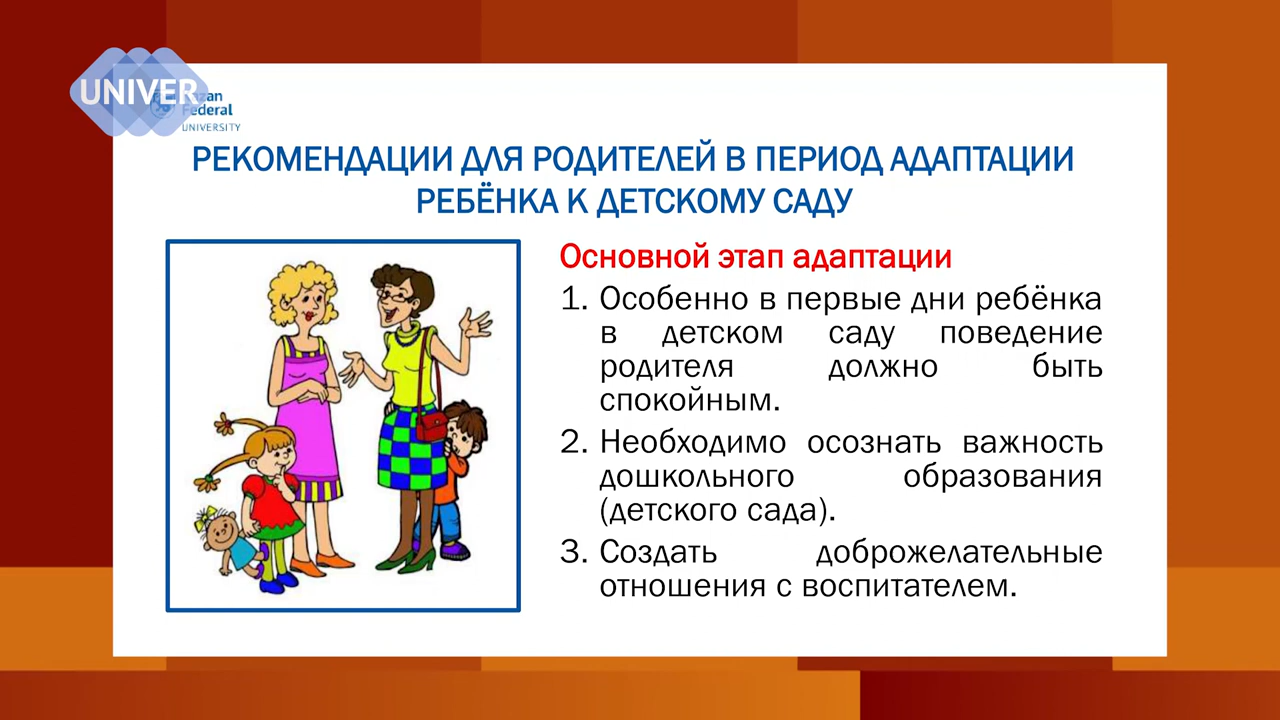 UNIVER
Federal
UNIVERSITY
РЕКОМЕНДАЦИИ ДЛЯ РОДИТЕЛЕЙ В ПЕРИОД АДАПТАЦИИ
РЕБЁНКА К ДЕТСКОМУ САДУ
Основной этап адаптации
1. Особенно в первые дни ребёнка
в детском саду поведение
родителя должно быть
спокойным.
2. Необходимо осознать важность
дошкольного образования
(детского сада).
3. Создать доброжелательные
отношения с воспитателем.